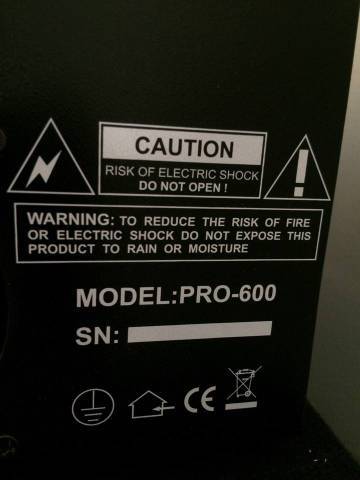 CAUTION
RISK OF ELECTRIC SHOCK
DO NOT OPEN !
WARNING: TO REDUCE THE RISK OF FIRE
OR ELECTRIC SHOCK DO NOT EXPOSE THIS
PRODUCT TO RAIN OR MOISTURE
MODEL:PRO-600
SN:
CE